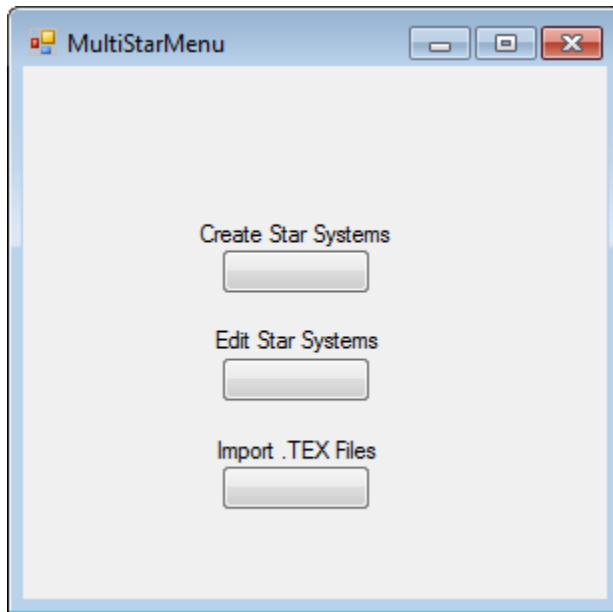 MultiStarMenu
Create Star Systems
Edit Star Systems
Import .TEX Files